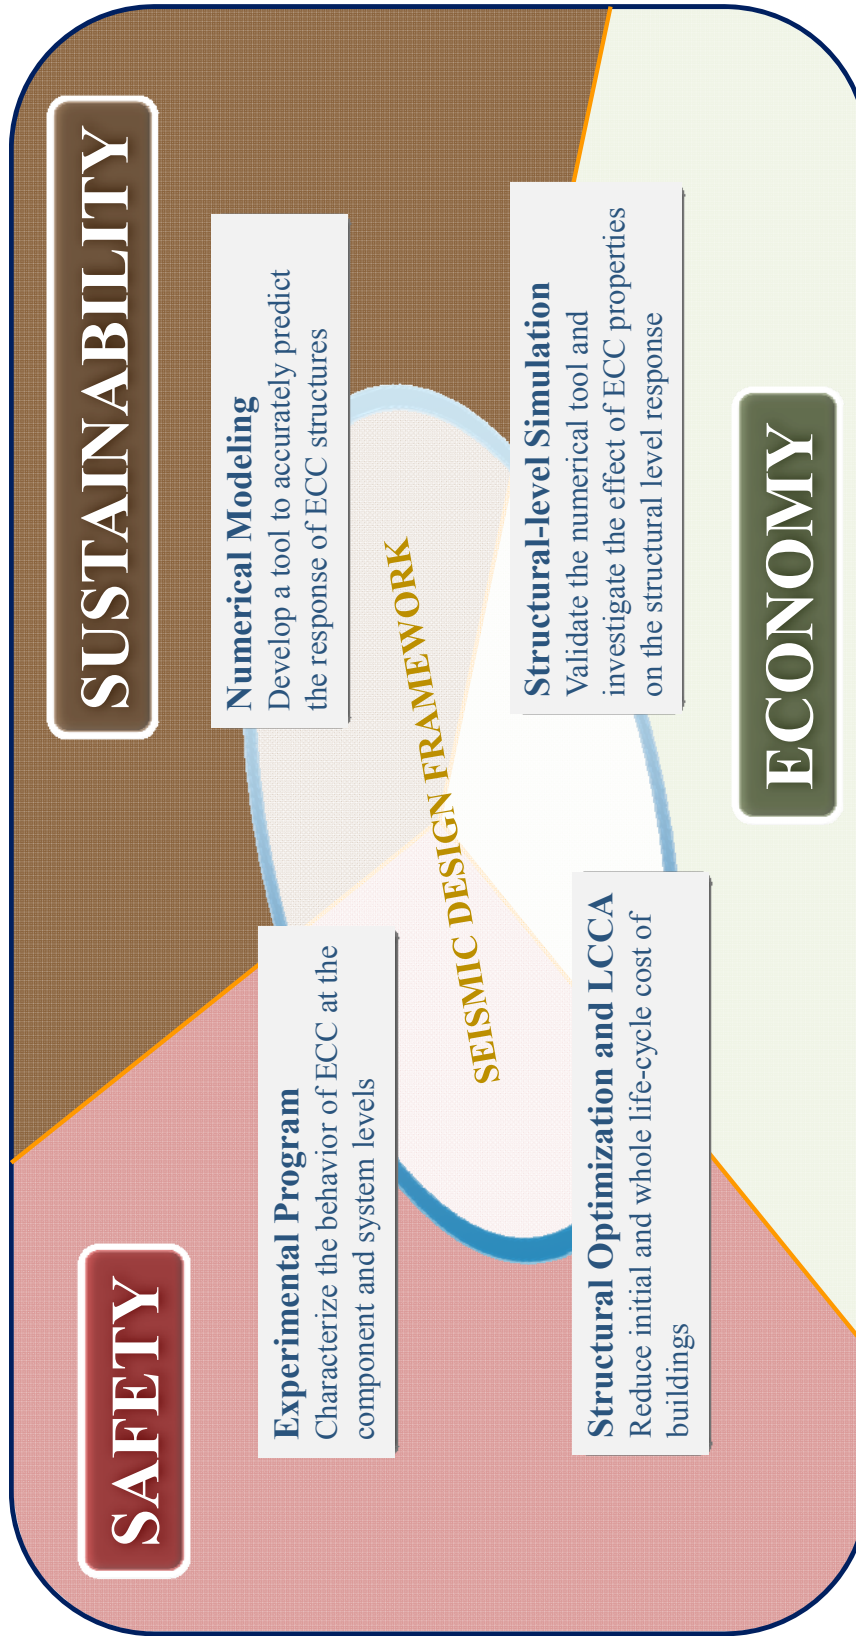 SAFETY
SUSTAINABILITY
Experimental Program
Characterize the behavior of ECC at the
component and system levels
Numerical Modeling
Develop a tool to accurately predict
the response of ECC structures
SEISMIC DESIGN FRAMEWORK
Structural Optimization and LCCA
Reduce initial and whole life-cycle cost of
buildings
Structural-level Simulation
Validate the numerical tool and
investigate the effect of ECC properties
on the structural level response
ECONOMY